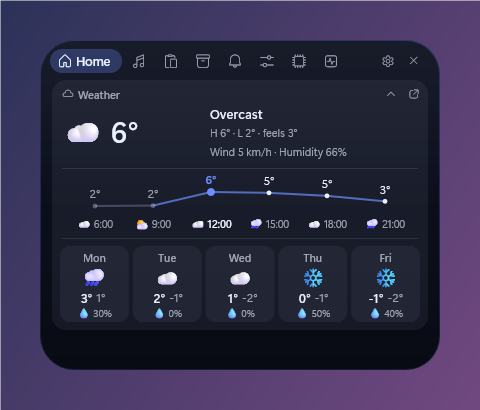 Home
Weather
6°
Overcast
H 6° · L 2° · feels 3°
Wind 5 km/h · Humidity 66%
2° 2° 6° 5° 5° 3°
6:00 9:00 12:00 15:00 18:00 21:00
Mon Tue Wed Thu Fri
3° 1° 2° -1° 1° -2° 0° -1° -1° -2°
30% 0% 0% 50% 40%